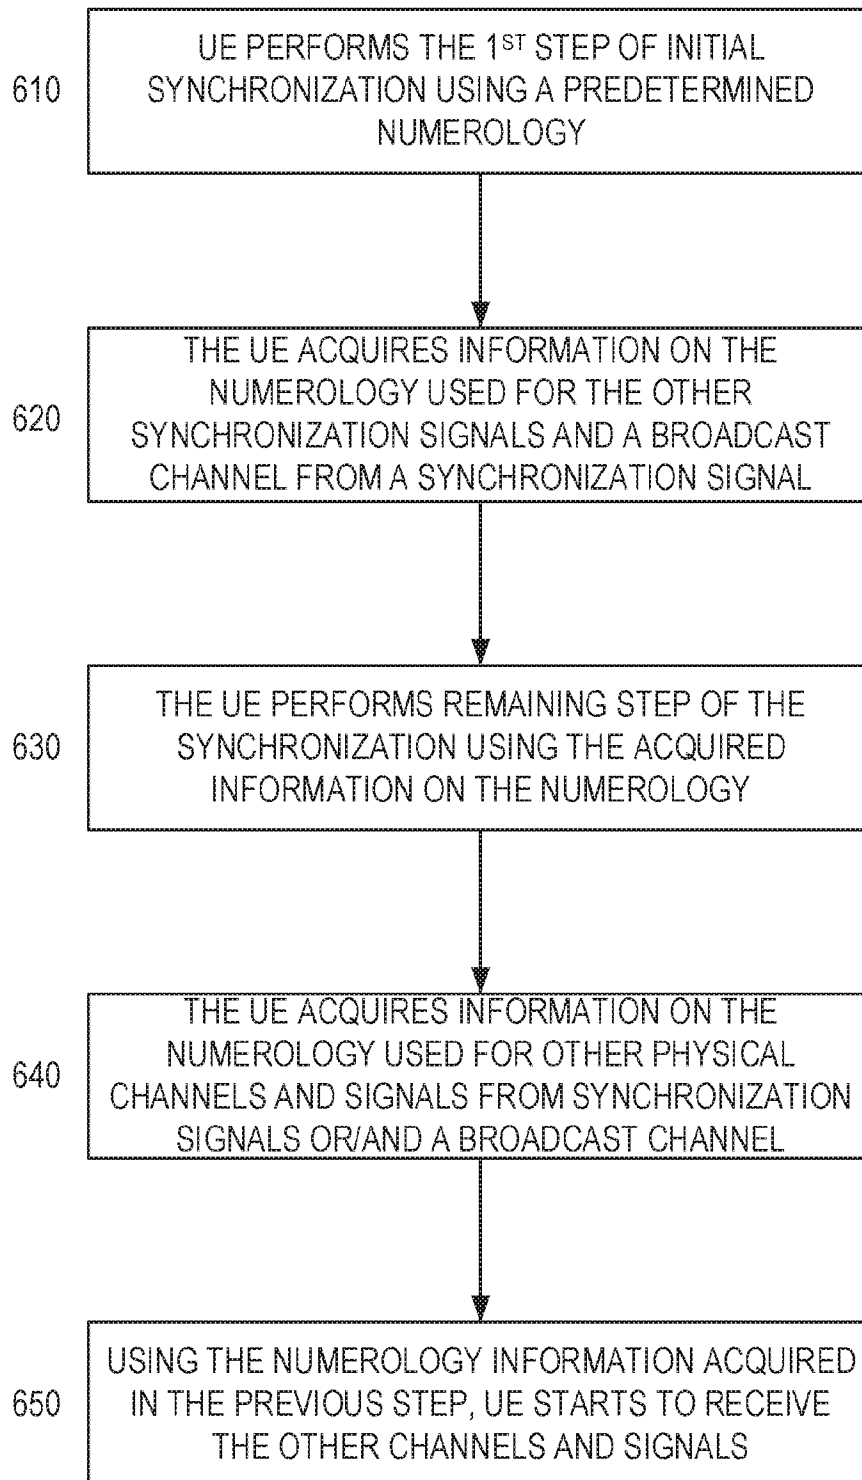 610
UE PERFORMS THE 1ST STEP OF INITIAL
SYNCHRONIZATION USING A PREDETERMINED
NUMEROLOGY
620
THE UE ACQUIRES INFORMATION ON THE
NUMEROLOGY USED FOR THE OTHER
SYNCHRONIZATION SIGNALS AND A BROADCAST
CHANNEL FROM A SYNCHRONIZATION SIGNAL
630
THE UE PERFORMS REMAINING STEP OF THE
SYNCHRONIZATION USING THE ACQUIRED
INFORMATION ON THE NUMEROLOGY
640
THE UE ACQUIRES INFORMATION ON THE
NUMEROLOGY USED FOR OTHER PHYSICAL
CHANNELS AND SIGNALS FROM SYNCHRONIZATION
SIGNALS OR/AND A BROADCAST CHANNEL
650
USING THE NUMEROLOGY INFORMATION ACQUIRED
IN THE PREVIOUS STEP, UE STARTS TO RECEIVE
THE OTHER CHANNELS AND SIGNALS